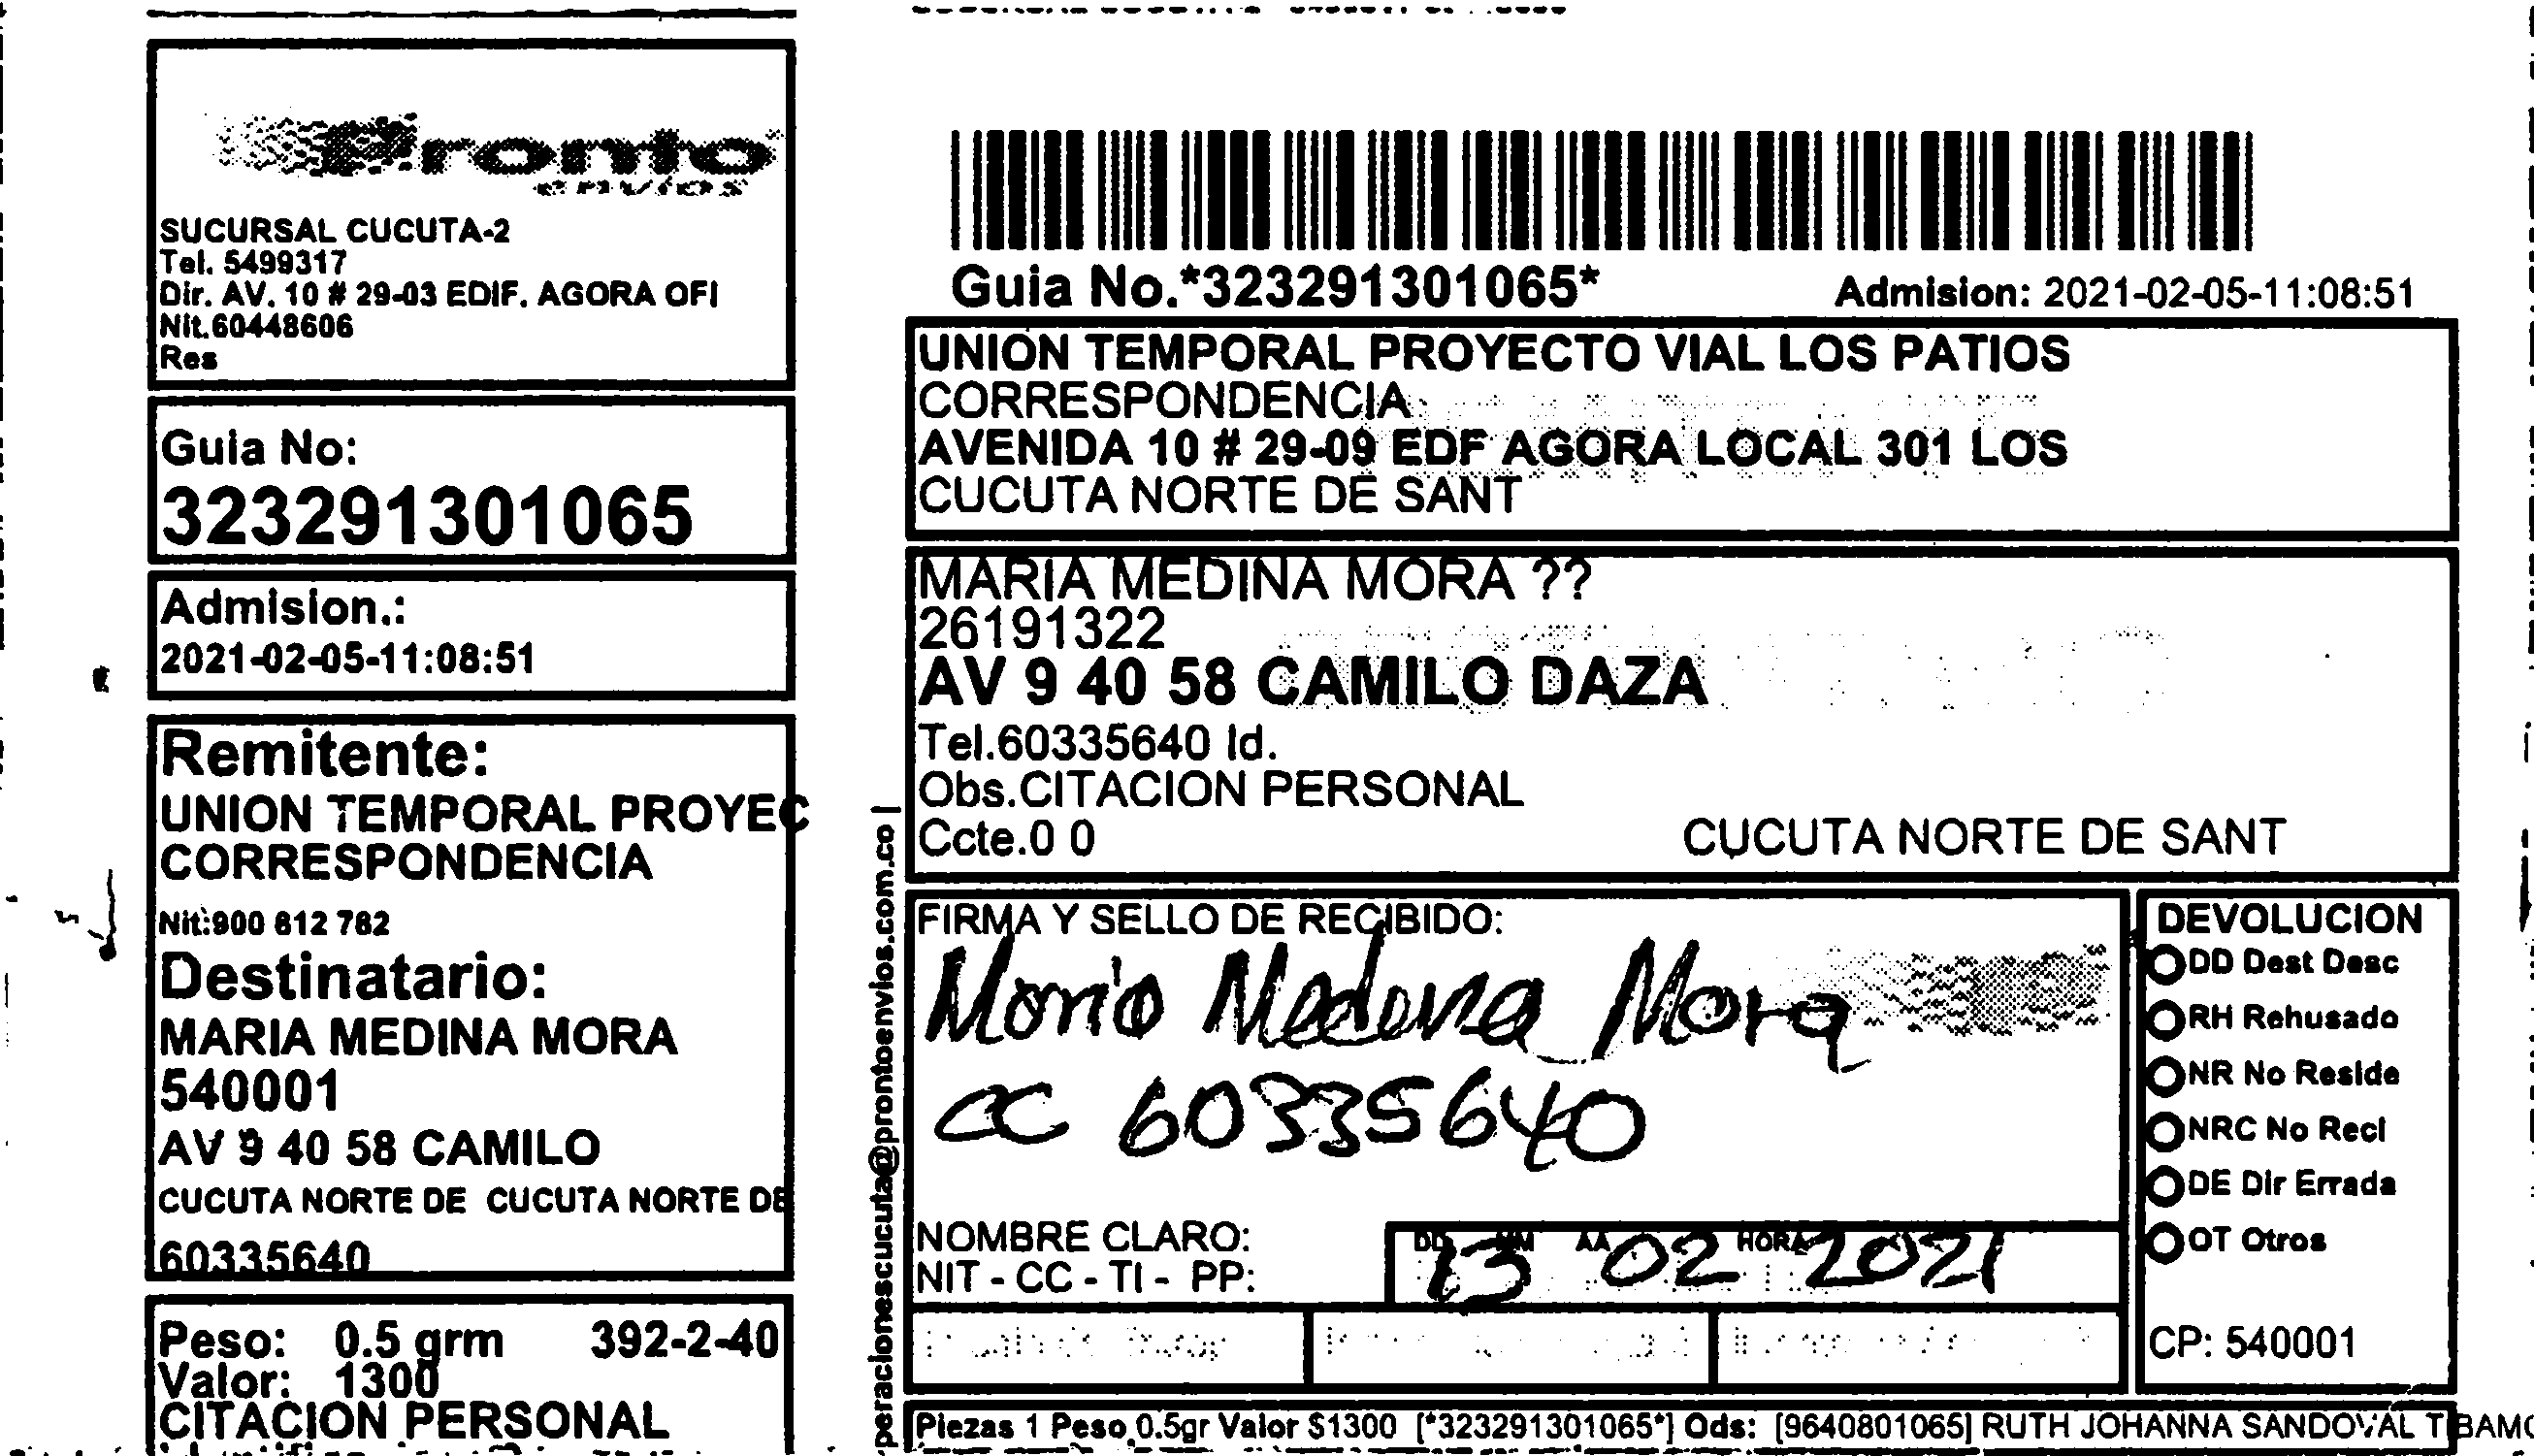 Pronto
envios
SUCURSAL CUCUTA-2
Tel. 5499317
Dir. AV. 10 # 29-03 EDIF. AGORA OFI
Nit.60448606
Res
Guia No:
323291301065
Admision.:
2021-02-05-11:08:51
Remitente:
UNION TEMPORAL PROYEC
CORRESPONDENCIA
Nit:900 812 782
Destinatario:
MARIA MEDINA MORA
540001
AV 9 40 58 CAMILO
CUCUTA NORTE DE CUCUTA NORTE DE
60335640
Peso: 0.5 grm 392-2-40
Valor: 1300
CITACION PERSONAL
peracionescucuta@prontoenvios.com.co |
Guia No.*323291301065*
Admision: 2021-02-05-11:08:51
UNION TEMPORAL PROYECTO VIAL LOS PATIOS
CORRESPONDENCIA
AVENIDA 10 # 29-09 EDF AGORA LOCAL 301 LOS
CUCUTA NORTE DE SANT
MARIA MEDINA MORA ??
26191322
AV 9 40 58 CAMILO DAZA
Tel.60335640 Id.
Obs.CITACION PERSONAL
Ccte.0 0
CUCUTA NORTE DE SANT
FIRMA Y SELLO DE RECIBIDO:
Maria Medina Mora
CC 60335640
NOMBRE CLARO:
NIT - CC - TI - PP:
DD MM AA HORA
13 02 2021
DEVOLUCION
DD Dest Desc
RH Rehusado
NR No Reside
NRC No Recl
DE Dir Errada
OT Otros
CP: 540001
Piezas 1 Peso 0.5gr Valor $1300 [*323291301065*] Ods: [9640801065] RUTH JOHANNA SANDOVAL TIBAMO